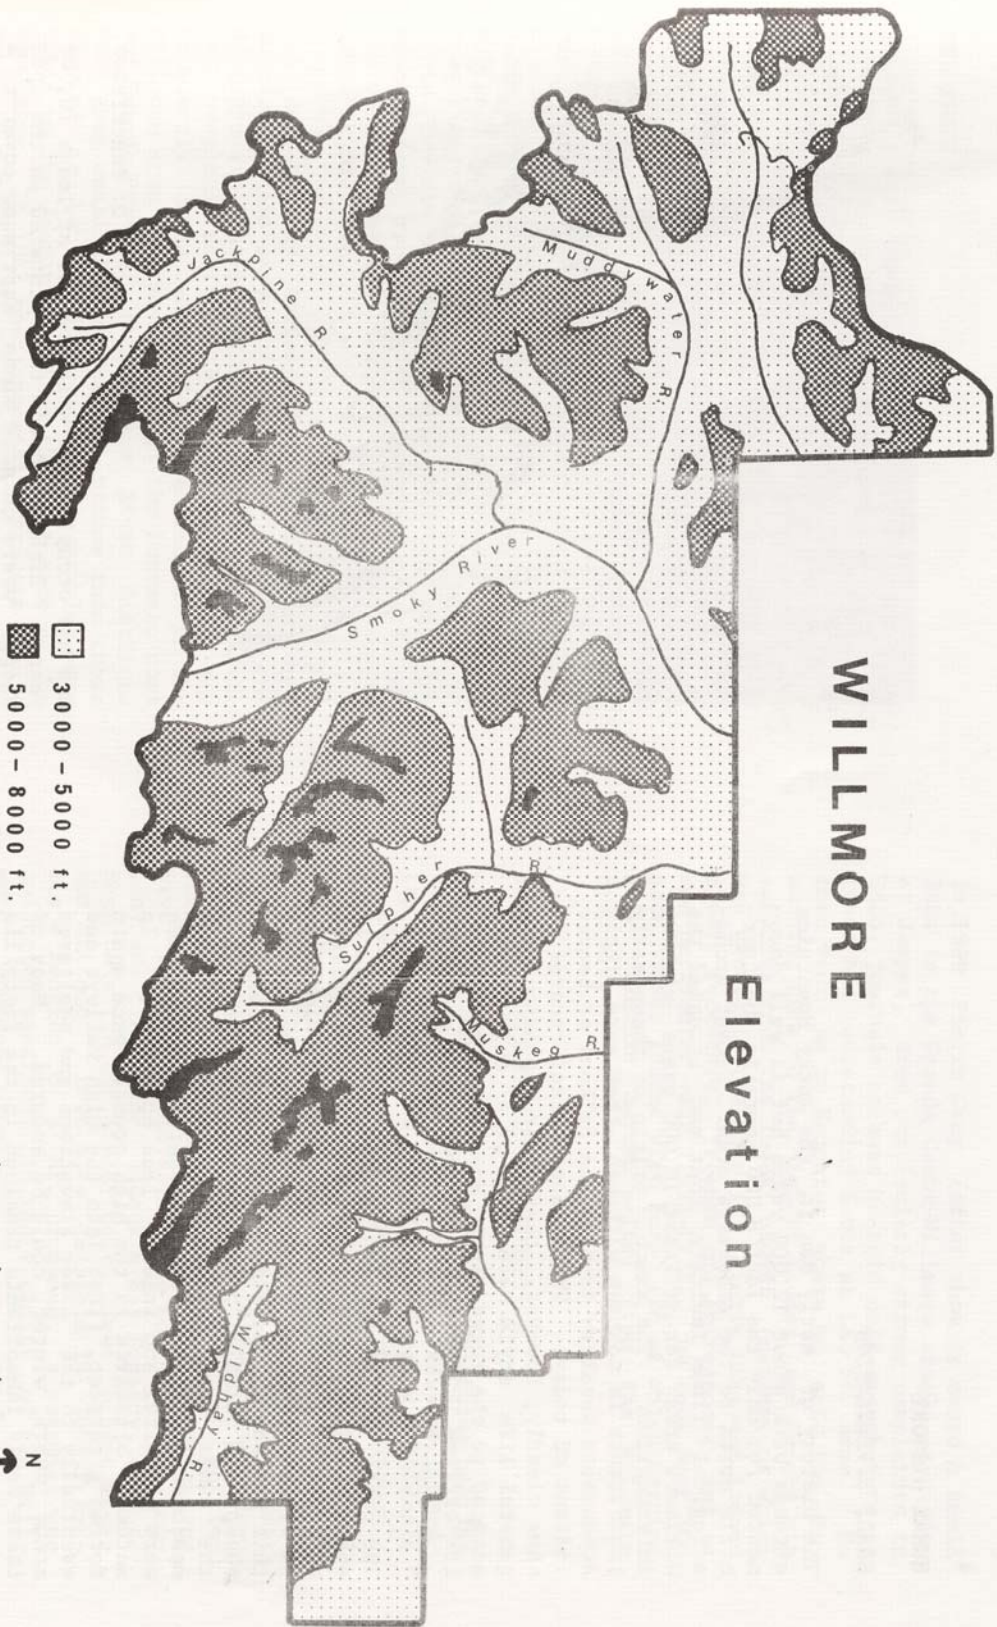 WILLMORE
Elevation
Muddywater R.
Jackpine R.
Smoky River
Sulpher R.
Muskeg R.
Wildhay R.
3000-5000 ft.
5000-8000 ft.
N